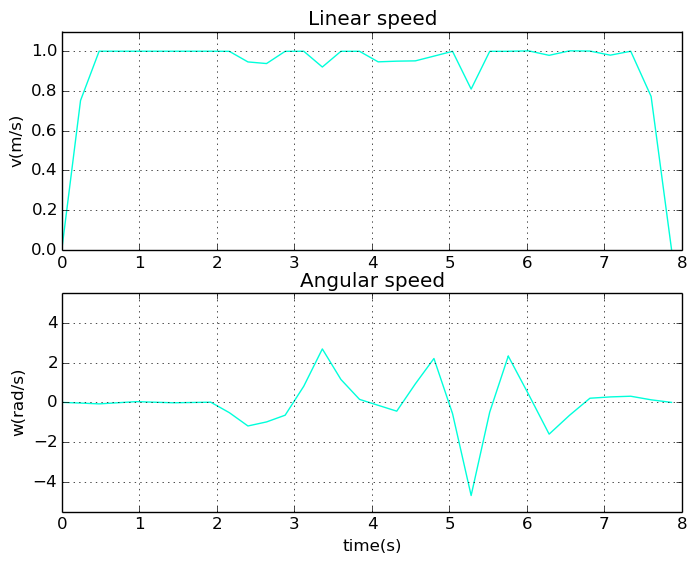 Linear speed
1.0
0.8
0.6
0.4
0.2
0.0
v(m/s)
0 1 2 3 4 5 6 7 8
Angular speed
4
2
0
−2
−4
w(rad/s)
0 1 2 3 4 5 6 7 8
time(s)